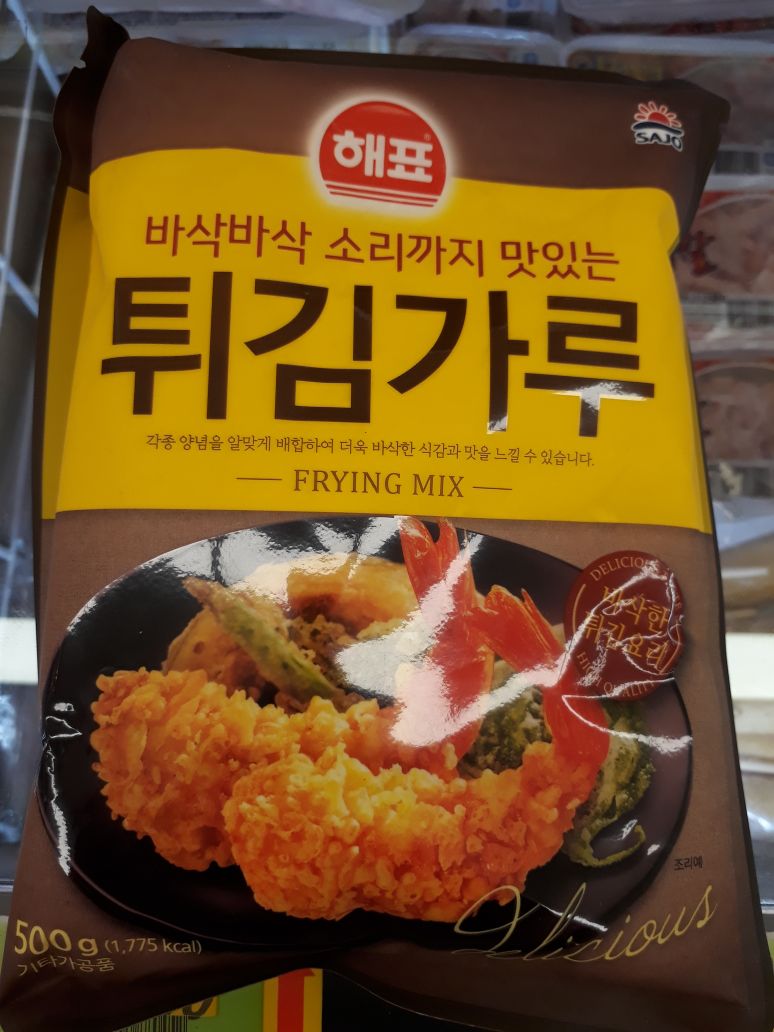 해표
SAJO
바삭바삭 소리까지 맛있는
튀김가루
각종 양념을 알맞게 배합하여 더욱 바삭한 식감과 맛을 느낄 수 있습니다.
FRYING MIX
DELICIOUS
바삭한
튀김요리
HIGH QUALITY
조리예
Delicious
500g (1,775 kcal)
기타가공품